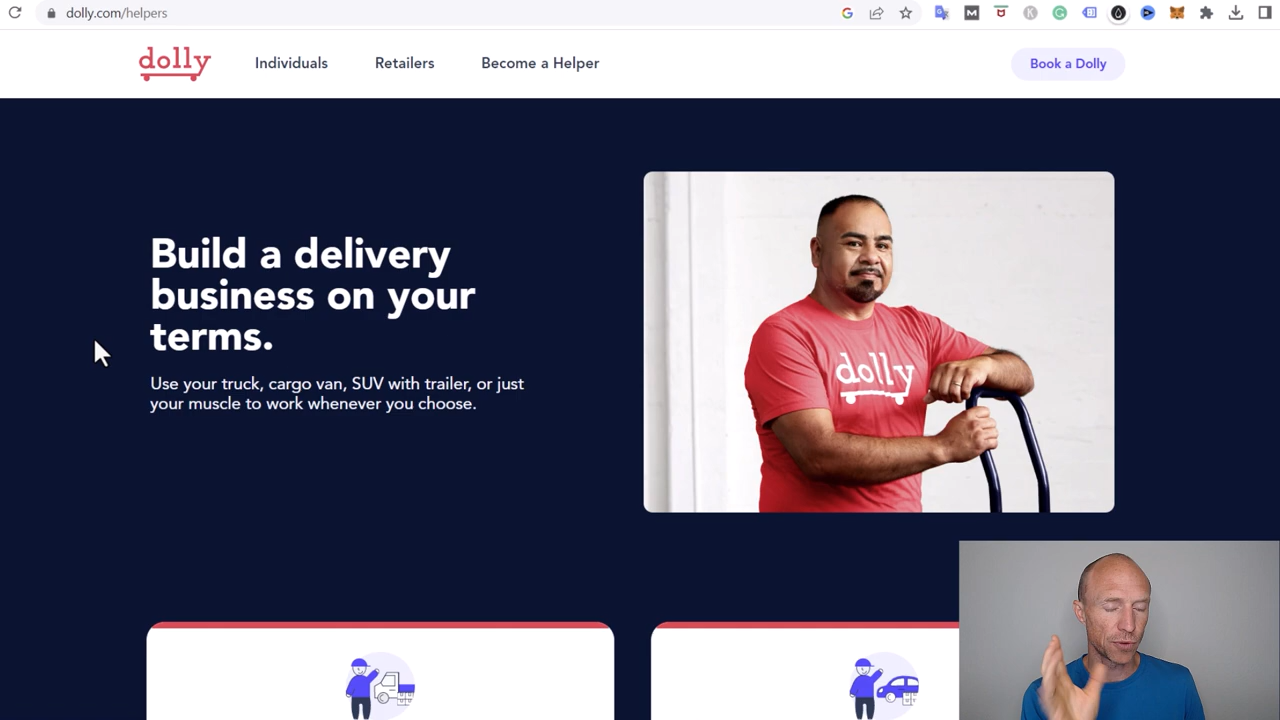 dolly.com/helpers
dolly
Individuals
Retailers
Become a Helper
Book a Dolly
Build a delivery
business on your
terms.
Use your truck, cargo van, SUV with trailer, or just
your muscle to work whenever you choose.
dolly